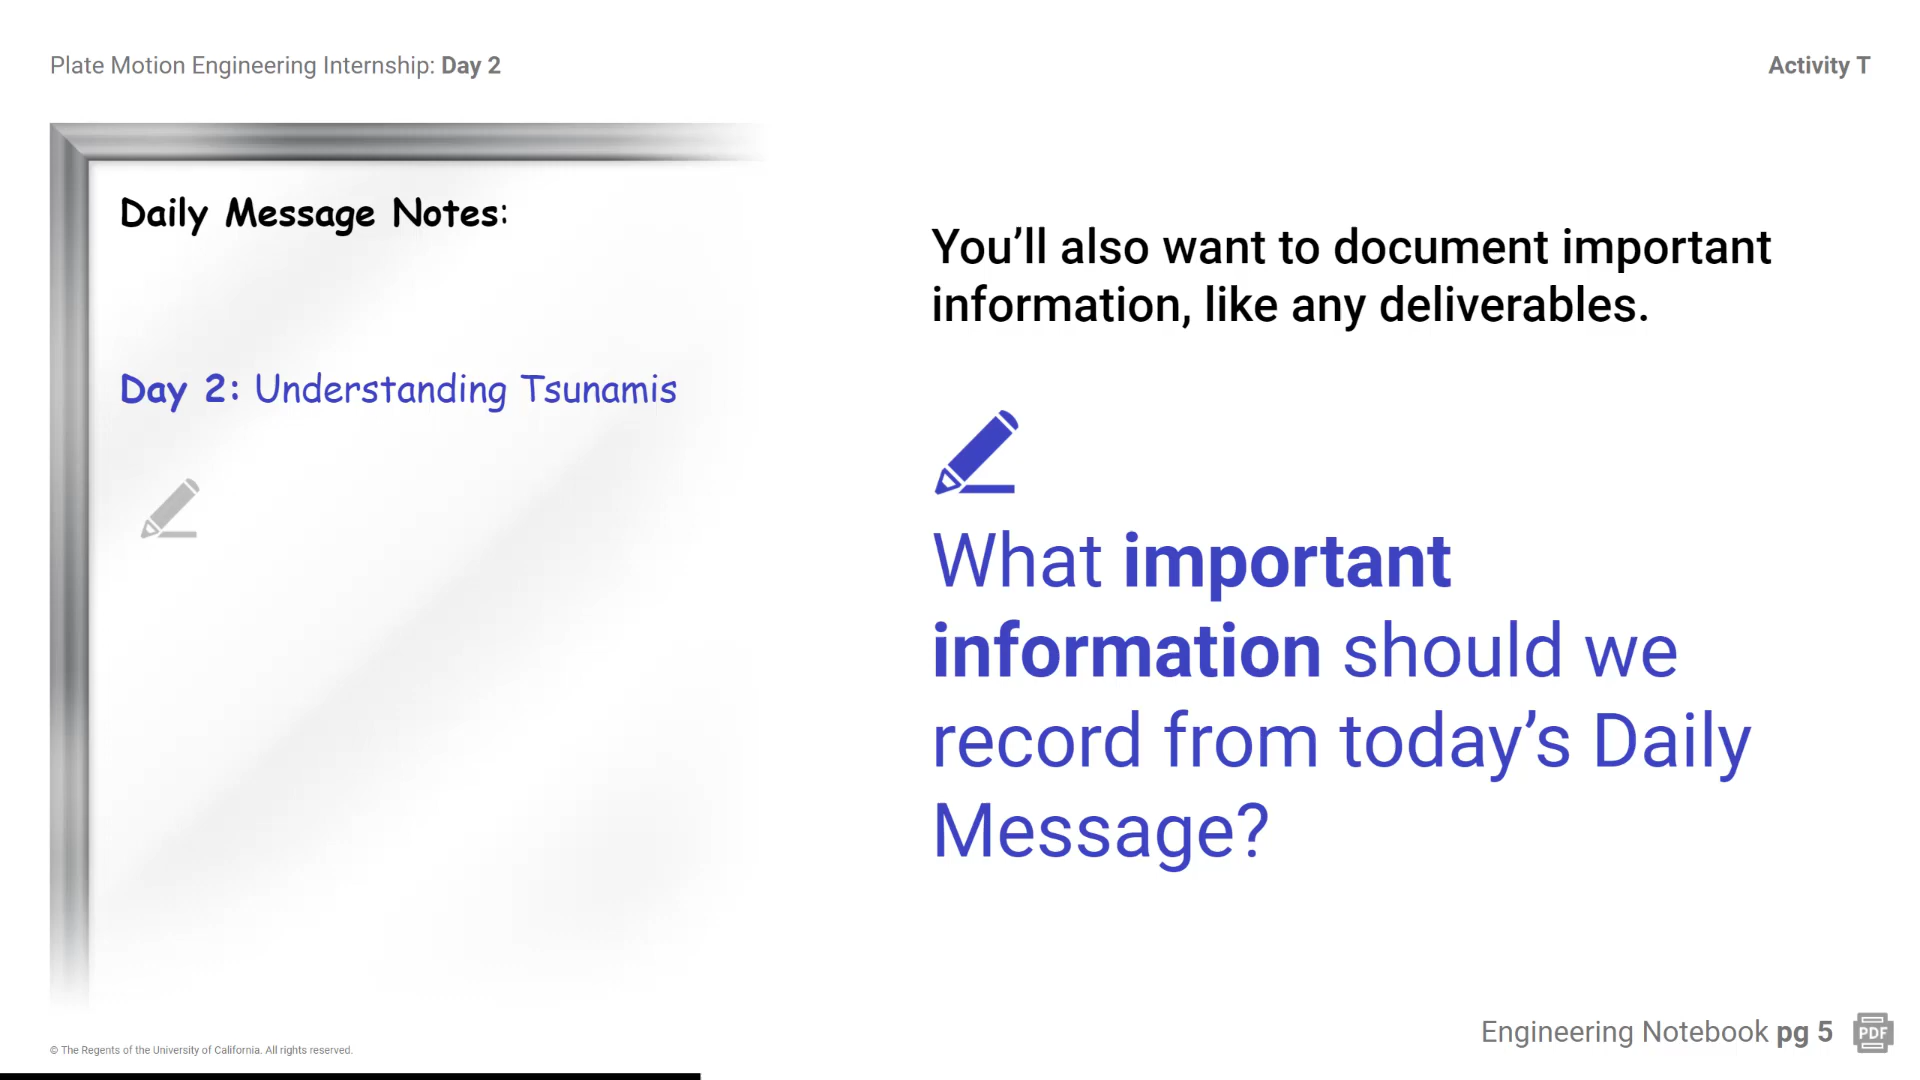 Plate Motion Engineering Internship: Day 2
Activity T
Daily Message Notes:
Day 2: Understanding Tsunamis
You’ll also want to document important
information, like any deliverables.
What important
information should we
record from today’s Daily
Message?
Engineering Notebook pg 5
PDF
© The Regents of the University of California. All rights reserved.